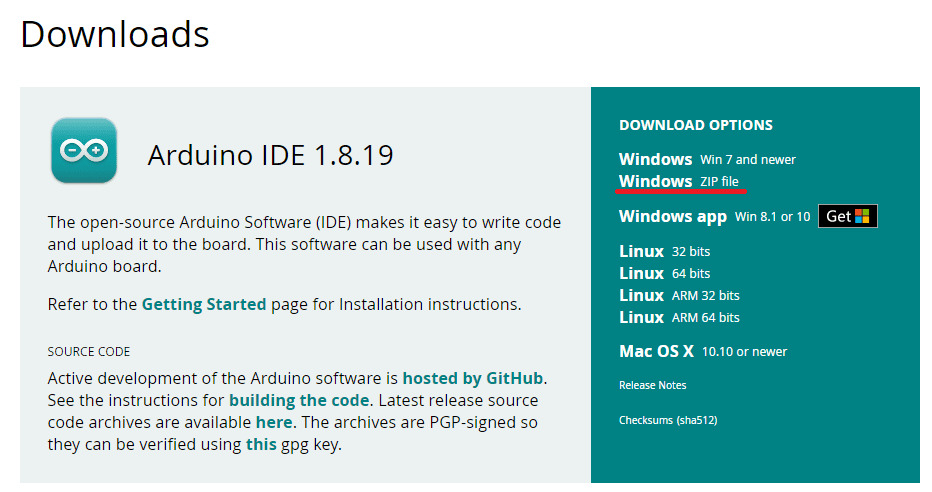 Downloads
Arduino IDE 1.8.19
The open-source Arduino Software (IDE) makes it easy to write code
and upload it to the board. This software can be used with any
Arduino board.
Refer to the Getting Started page for Installation instructions.
SOURCE CODE
Active development of the Arduino software is hosted by GitHub.
See the instructions for building the code. Latest release source
code archives are available here. The archives are PGP-signed so
they can be verified using this gpg key.
DOWNLOAD OPTIONS
Windows Win 7 and newer
Windows ZIP file
Windows app Win 8.1 or 10 Get
Linux 32 bits
Linux 64 bits
Linux ARM 32 bits
Linux ARM 64 bits
Mac OS X 10.10 or newer
Release Notes
Checksums (sha512)